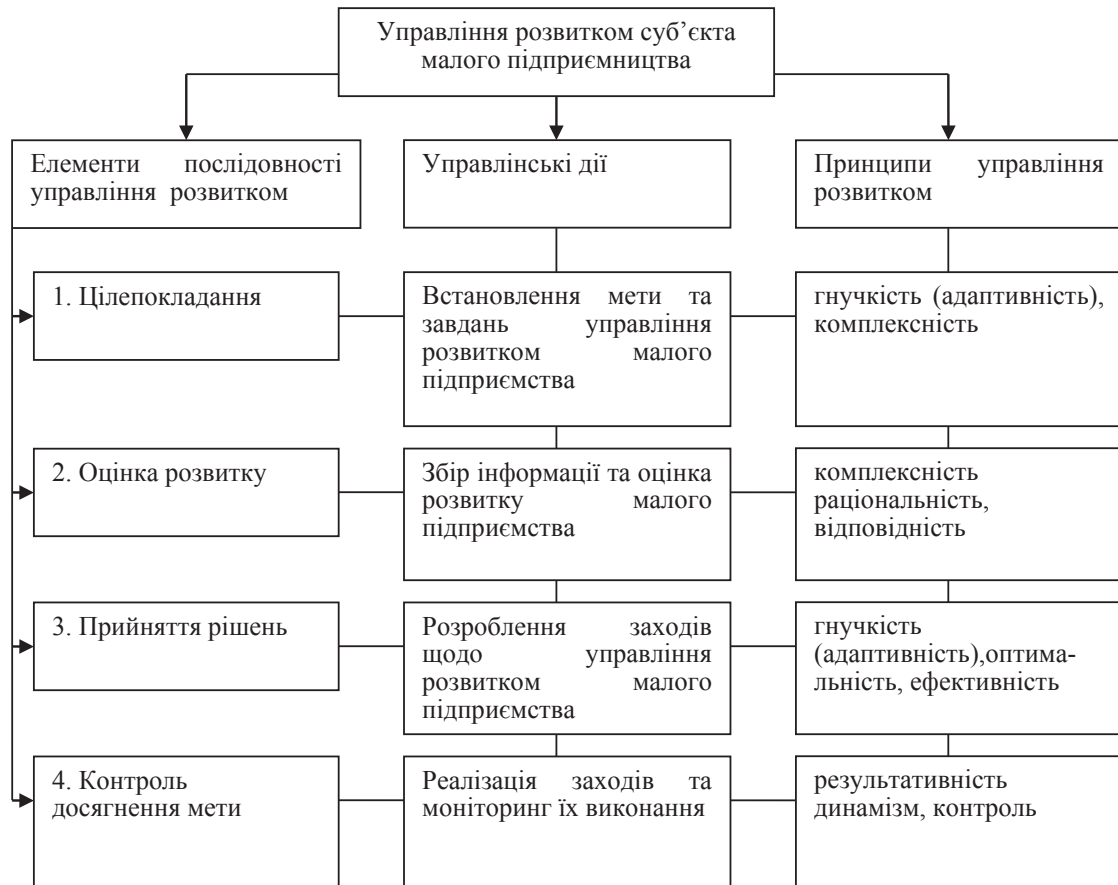 Управління розвитком суб’єкта
малого підприємництва
Елементи послідовності
управління розвитком
Управлінські дії
Принципи управління
розвитком
1. Цілепокладання
Встановлення мети та
завдань управління
розвитком малого
підприємства
гнучкість (адаптивність),
комплексність
2. Оцінка розвитку
Збір інформації та оцінка
розвитку малого
підприємства
комплексність
раціональність,
відповідність
3. Прийняття рішень
Розроблення заходів
щодо управління
розвитком малого
підприємства
гнучкість
(адаптивність),оптима-
льність, ефективність
4. Контроль
досягнення мети
Реалізація заходів та
моніторинг їх виконання
результативність
динамізм, контроль